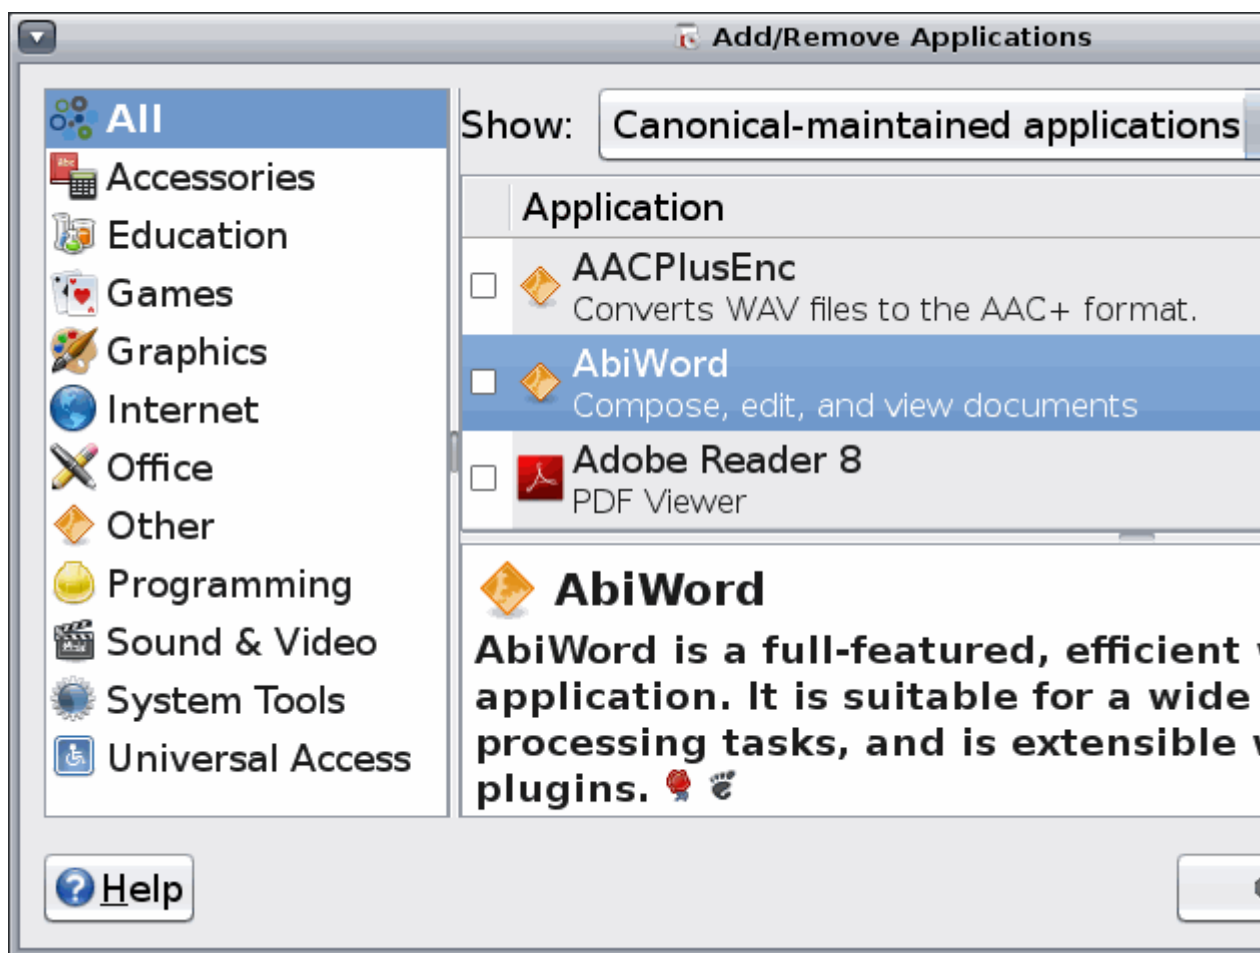 Add/Remove Applications
All
Accessories
Education
Games
Graphics
Internet
Office
Other
Programming
Sound & Video
System Tools
Universal Access
Show: Canonical-maintained applications
Application
AACPlusEnc
Converts WAV files to the AAC+ format.
AbiWord
Compose, edit, and view documents
Adobe Reader 8
PDF Viewer
AbiWord
AbiWord is a full-featured, efficient
application. It is suitable for a wide
processing tasks, and is extensible
plugins.
Help